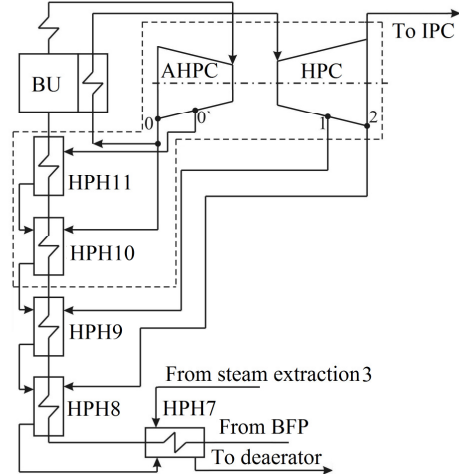 To IPC
AHPC
HPC
BU
0
0`
1
2
HPH11
HPH10
HPH9
From steam extraction3
HPH8
HPH7
From BFP
To deaerator